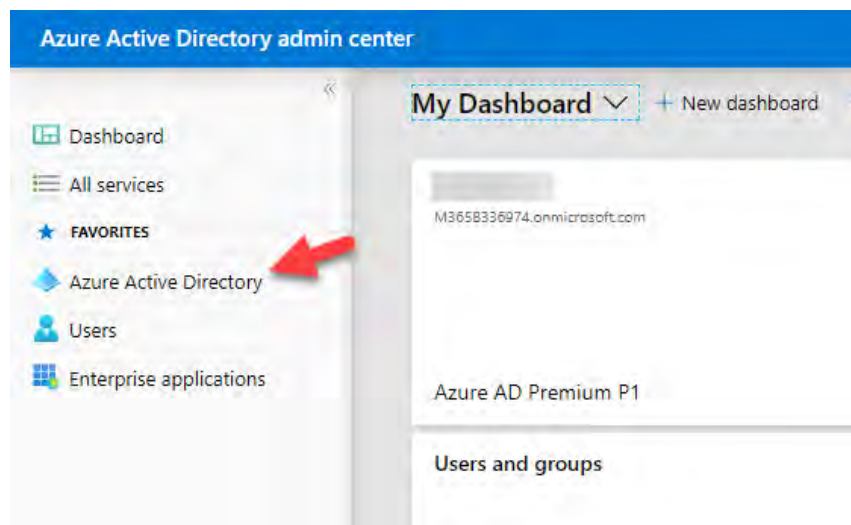 Azure Active Directory admin center
«
My Dashboard + New dashboard
Dashboard
All services
FAVORITES
Azure Active Directory
Users
Enterprise applications
M365B336974.onmicrosoft.com
Azure AD Premium P1
Users and groups